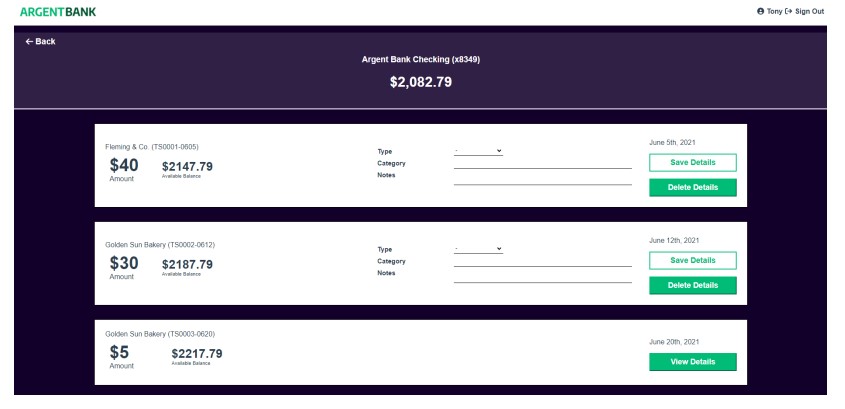 ARGENTBANK
Tony Sign Out
← Back
Argent Bank Checking (x8349)
$2,082.79
Fleming & Co. (TS0001-0605)
$40
Amount
$2147.79
Available Balance
Type -
Category
Notes
June 5th, 2021
Save Details
Delete Details
Golden Sun Bakery (TS0002-0612)
$30
Amount
$2187.79
Available Balance
Type -
Category
Notes
June 12th, 2021
Save Details
Delete Details
Golden Sun Bakery (TS0003-0620)
$5
Amount
$2217.79
Available Balance
June 20th, 2021
View Details